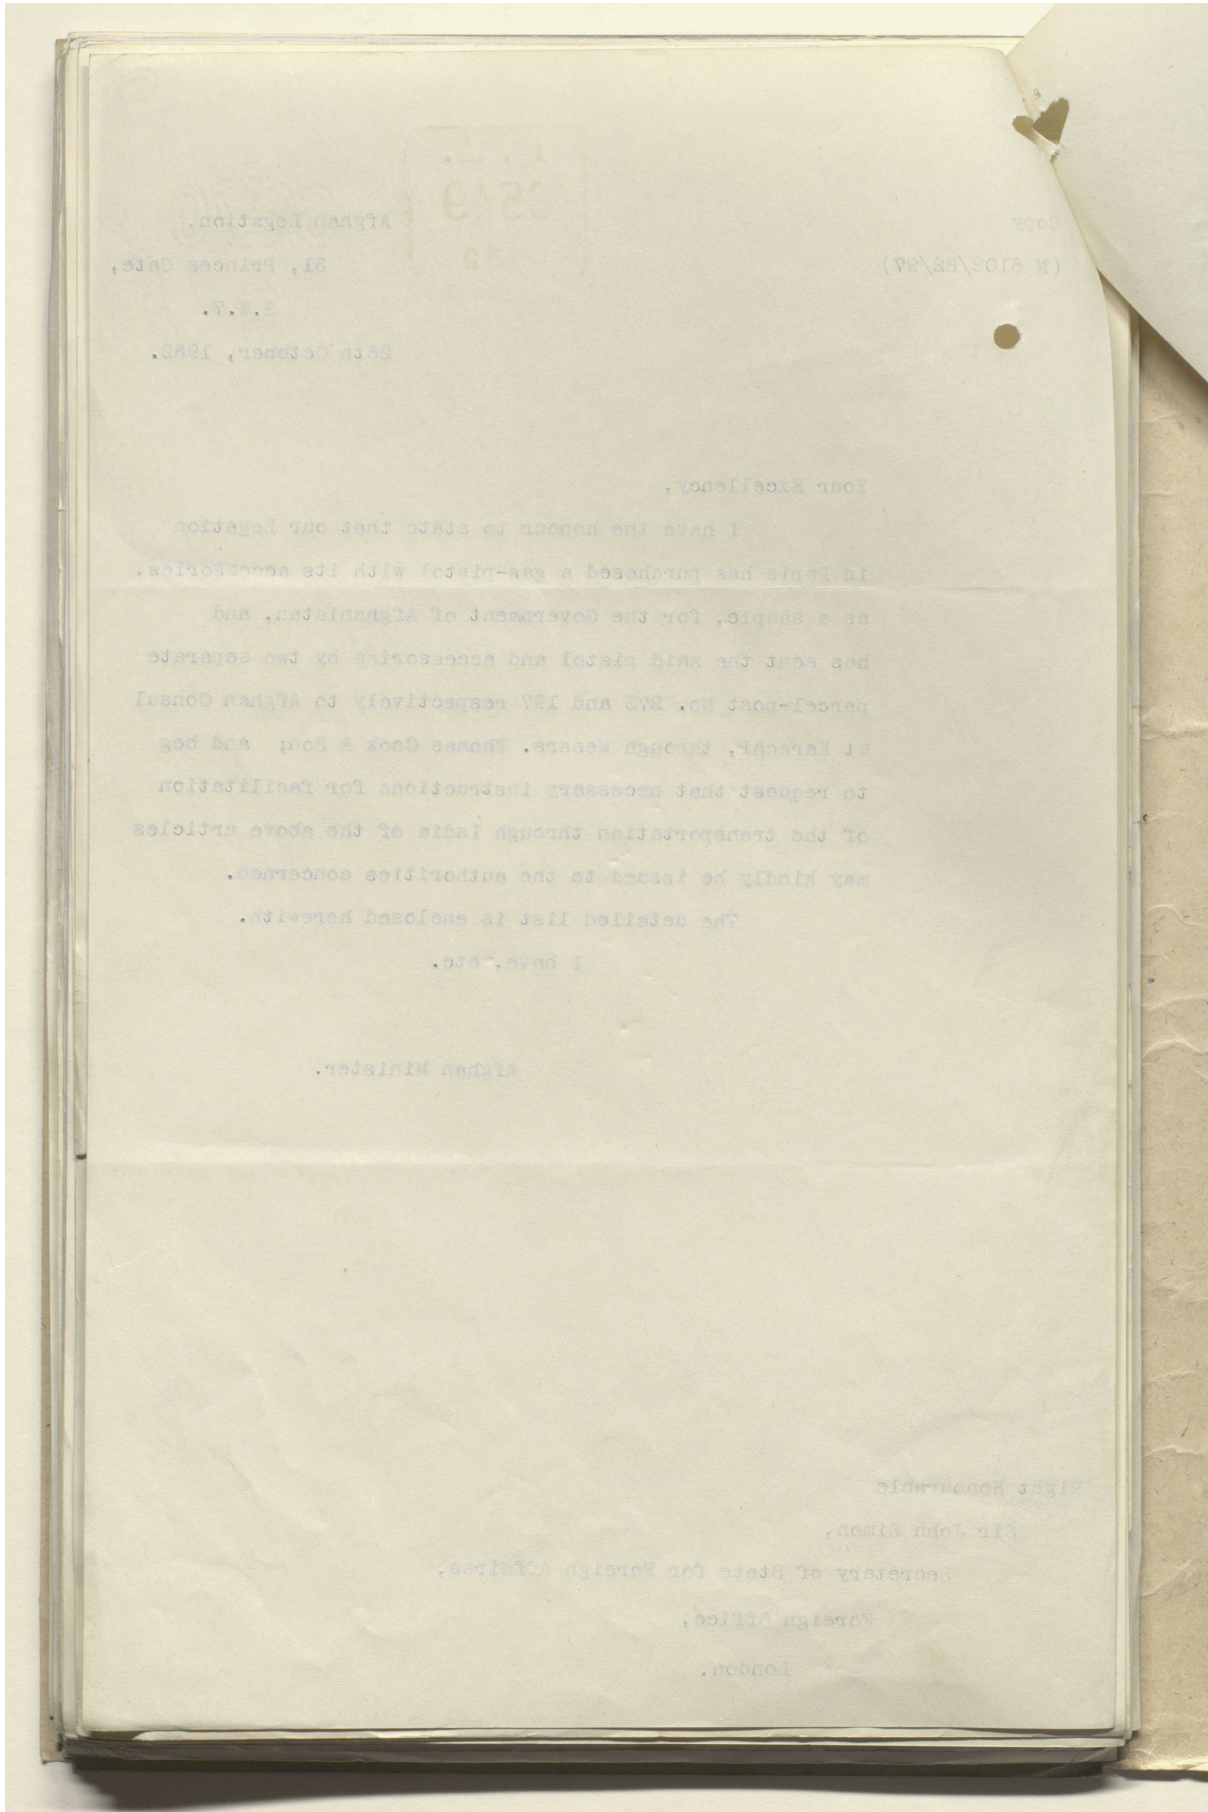 Copy
(N 6102/82/97)
Afghan Legation,
31, Princes Gate,
S.W.7.
26th October, 1932.
Your Excellency,
I have the honour to state that our Legation
in Paris has purchased a gas-pistol with its accessories,
as a sample, for the Government of Afghanistan, and
has sent the said pistol and accessories by two separate
parcel-post No. 273 and 197 respectively to Afghan Consul
at Karachi, through Messrs. Thomas Cook & Son; and beg
to request that necessary instructions for facilitation
of the transportation through India of the above articles
may kindly be issued to the authorities concerned.
The detailed list is enclosed herewith.
I have, etc.
Afghan Minister.
Right Honourable
Sir John Simon,
Secretary of State for Foreign Affaires,
Foreign Office,
London.